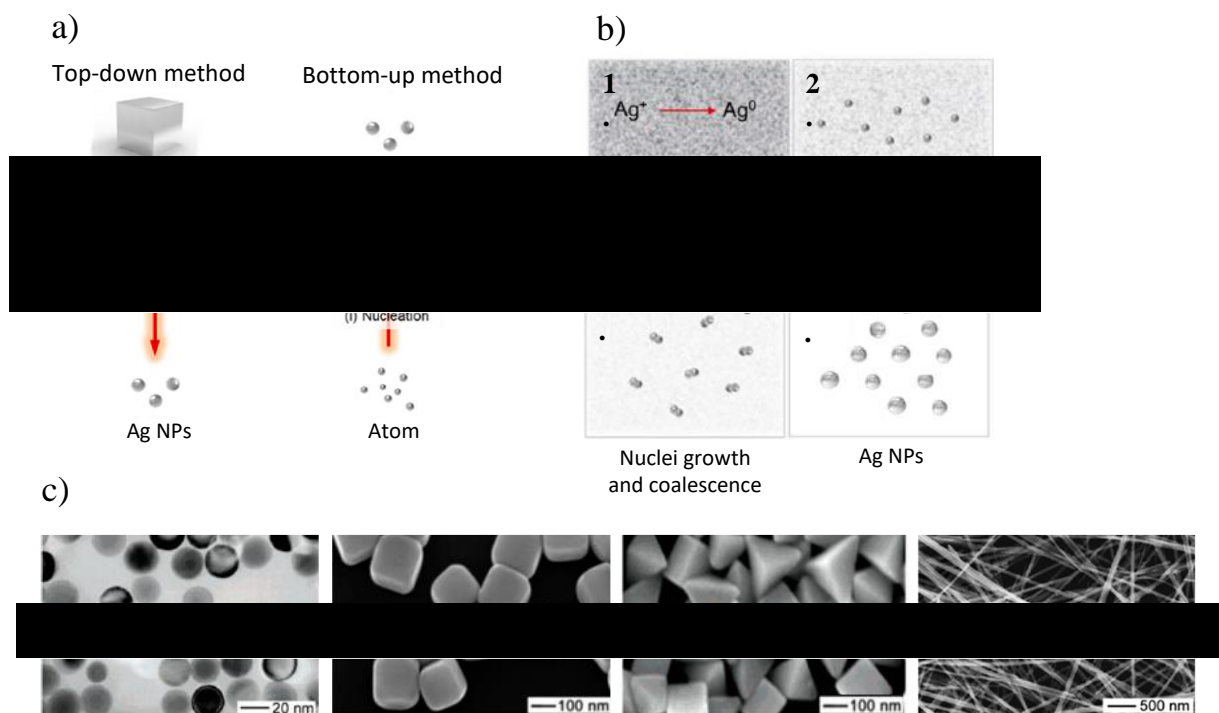 a)
Top-down method
Bottom-up method
(i) Nucleation
Ag NPs
Atom
b)
1
Ag⁺ → Ag⁰
2
Nuclei growth
and coalescence
Ag NPs
c)
20 nm
100 nm
100 nm
500 nm